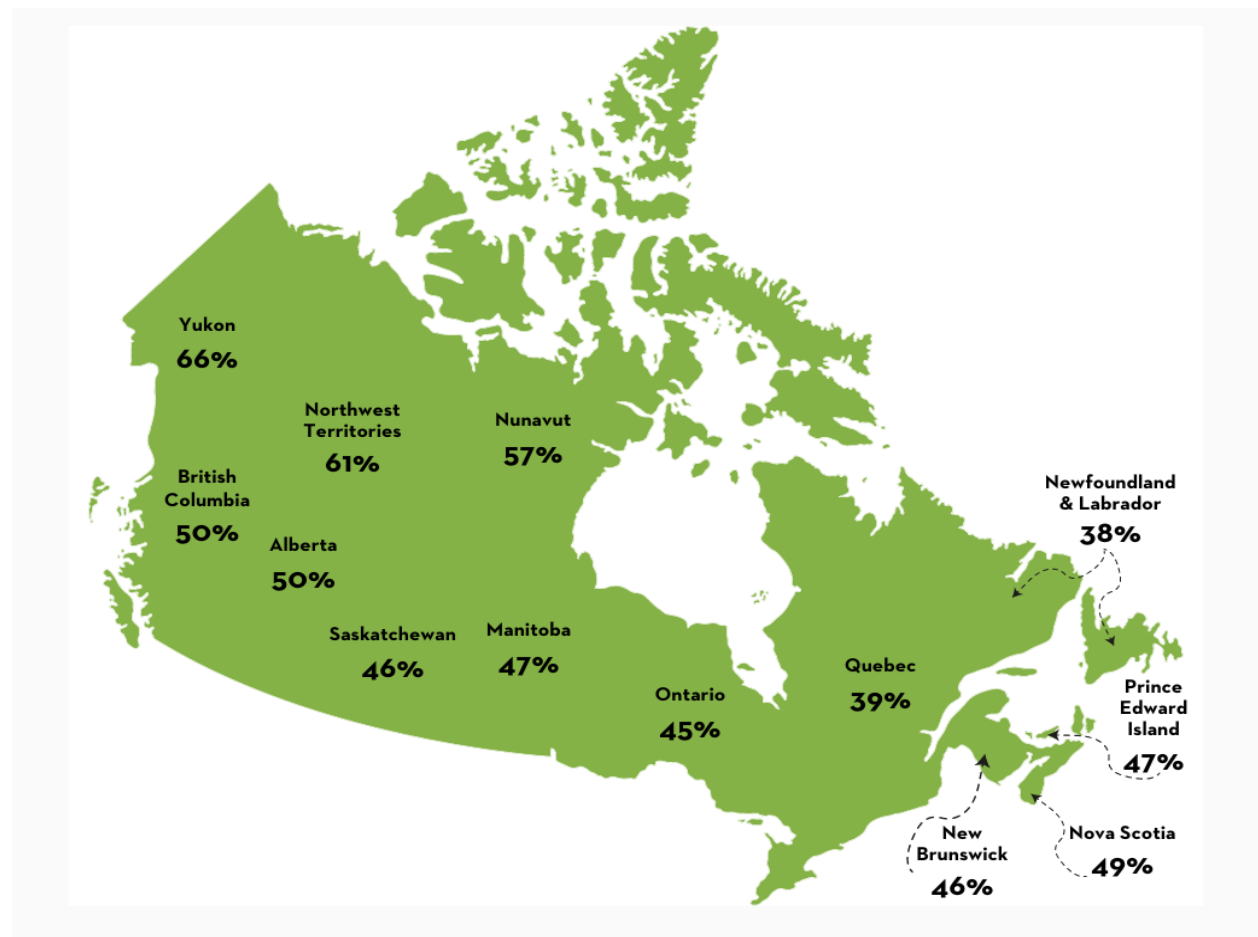 Yukon
66%
Northwest
Territories
61%
Nunavut
57%
British
Columbia
50%
Alberta
50%
Saskatchewan
46%
Manitoba
47%
Ontario
45%
Quebec
39%
Newfoundland
& Labrador
38%
Prince
Edward
Island
47%
New
Brunswick
46%
Nova Scotia
49%